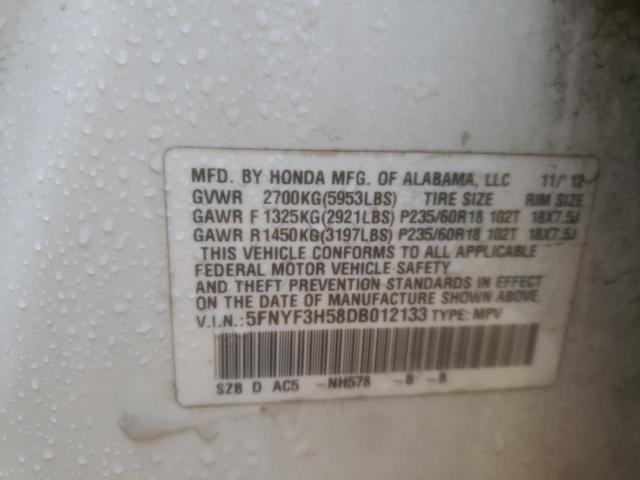 MFD. BY HONDA MFG. OF ALABAMA, LLC 11/'12
GVWR 2700KG(5953LBS) TIRE SIZE RIM SIZE
GAWR F 1325KG(2921LBS) P235/60R18 102T 18X7.5J
GAWR R1450KG(3197LBS) P235/60R18 102T 18X7.5J
THIS VEHICLE CONFORMS TO ALL APPLICABLE
FEDERAL MOTOR VEHICLE SAFETY
AND THEFT PREVENTION STANDARDS IN EFFECT
ON THE DATE OF MANUFACTURE SHOWN ABOVE.
V.I.N.:5FNYF3H58DB012133 TYPE: MPV
SZB D AC5 -NH578 -B -B